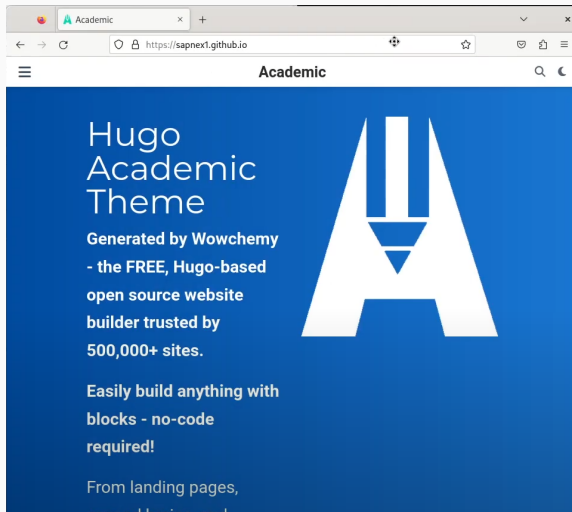 Academic
https://sapnex1.github.io
Academic
Hugo
Academic
Theme
Generated by Wowchemy
- the FREE, Hugo-based
open source website
builder trusted by
500,000+ sites.
Easily build anything with
blocks - no-code
required!
From landing pages,